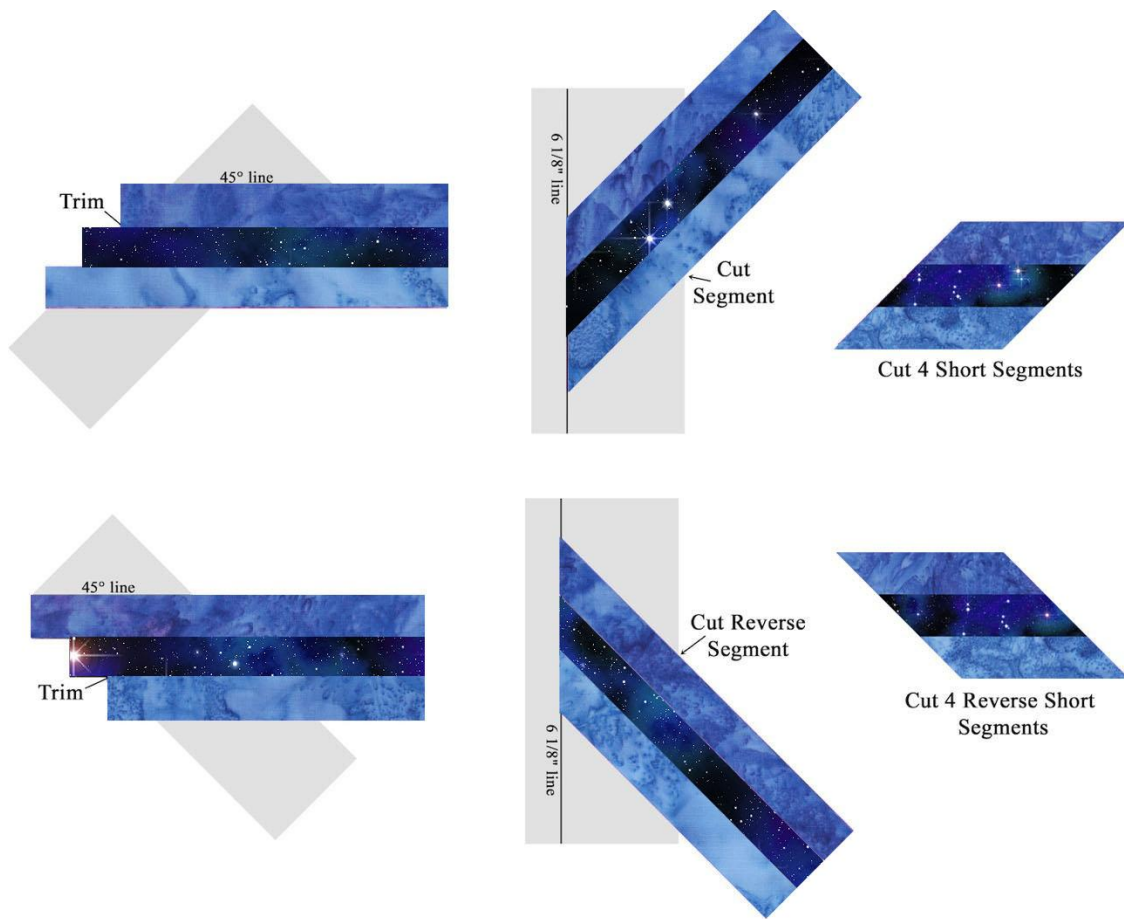 45° line
Trim
6 1/8" line
Cut
Segment
Cut 4 Short Segments
45° line
Trim
6 1/8" line
Cut Reverse
Segment
Cut 4 Reverse Short
Segments